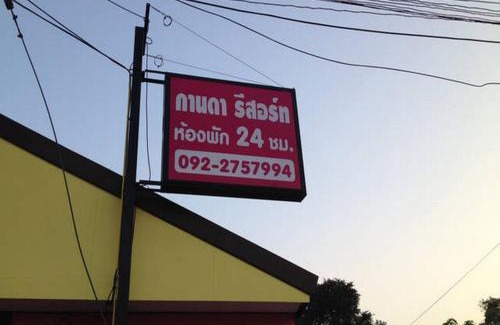 กานดา รีสอร์ท
ห้องพัก 24 ชม.
092-2757994